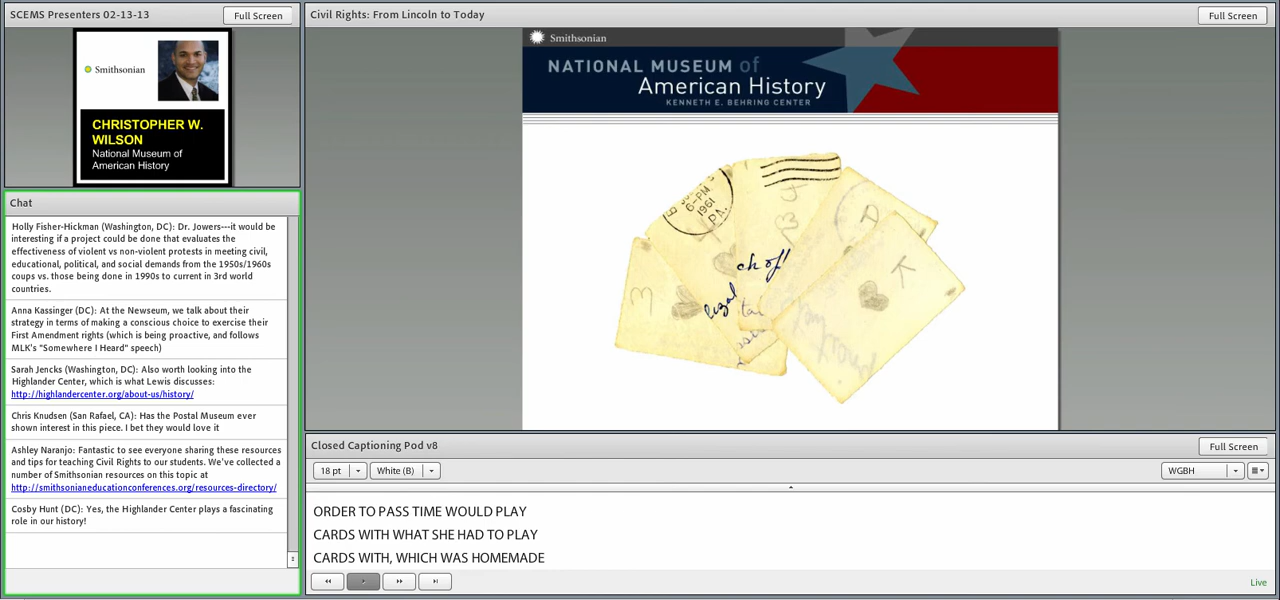 SCEMS Presenters 02-13-13
Full Screen
Smithsonian
CHRISTOPHER W.
WILSON
National Museum of
American History
Chat
Holly Fisher-Hickman (Washington, DC): Dr. Jowers---it would be
interesting if a project could be done that evaluates the
effectiveness of violent vs non-violent protests in meeting civil,
educational, political, and social demands from the 1950s/1960s
coups vs. those being done in 1990s to current in 3rd world
countries.
Anna Kassinger (DC): At the Newseum, we talk about their
strategy in terms of making a conscious choice to exercise their
First Amendment rights (which is being proactive, and follows
MLK's "Somewhere I Heard" speech)
Sarah Jencks (Washington, DC): Also worth looking into the
Highlander Center, which is what Lewis discusses:
http://highlandercenter.org/about-us/history/
Chris Knudsen (San Rafael, CA): Has the Postal Museum ever
shown interest in this piece. I bet they would love it
Ashley Naranjo: Fantastic to see everyone sharing these resources
and tips for teaching Civil Rights to our students. We've collected a
number of Smithsonian resources on this topic at
http://smithsonianeducationconferences.org/resources-directory/
Cosby Hunt (DC): Yes, the Highlander Center plays a fascinating
role in our history!
Civil Rights: From Lincoln to Today
Full Screen
Smithsonian
NATIONAL MUSEUM of
American History
KENNETH E. BEHRING CENTER
6-PM
1961
PA.
4
3
D
K
ch of
legal
Closed Captioning Pod v8
Full Screen
18 pt
White (B)
WGBH
ORDER TO PASS TIME WOULD PLAY
CARDS WITH WHAT SHE HAD TO PLAY
CARDS WITH, WHICH WAS HOMEMADE
Live